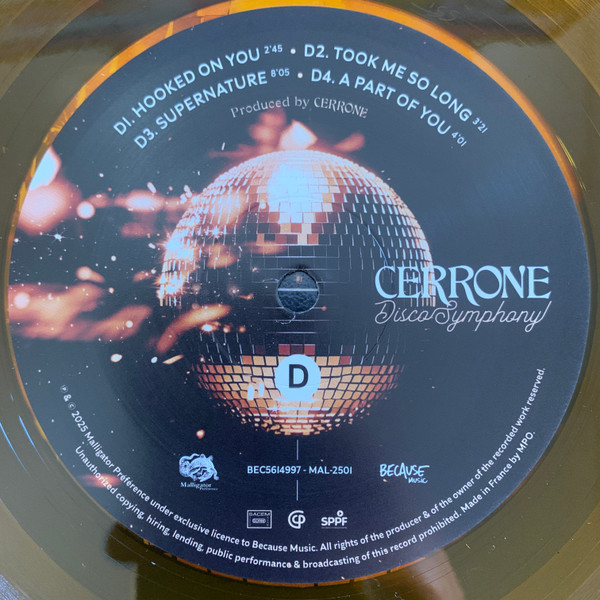 D1. HOOKED ON YOU 2'45 • D2. TOOK ME SO LONG 3'21
D3. SUPERNATURE 8'05 • D4. A PART OF YOU 4'01
Produced by CERRONE
CERRONE
Disco Symphony
D
Malligator
BEC5614997 - MAL-2501
BECAUSE
MUSIC
SACEM
SPPF
℗ & © 2025 Malligator Preference under exclusive licence to Because Music. All rights of the producer & of the owner of the recorded work reserved.
Unauthorized copying, hiring, lending, public performance & broadcasting of this record prohibited. Made in France by MPO.